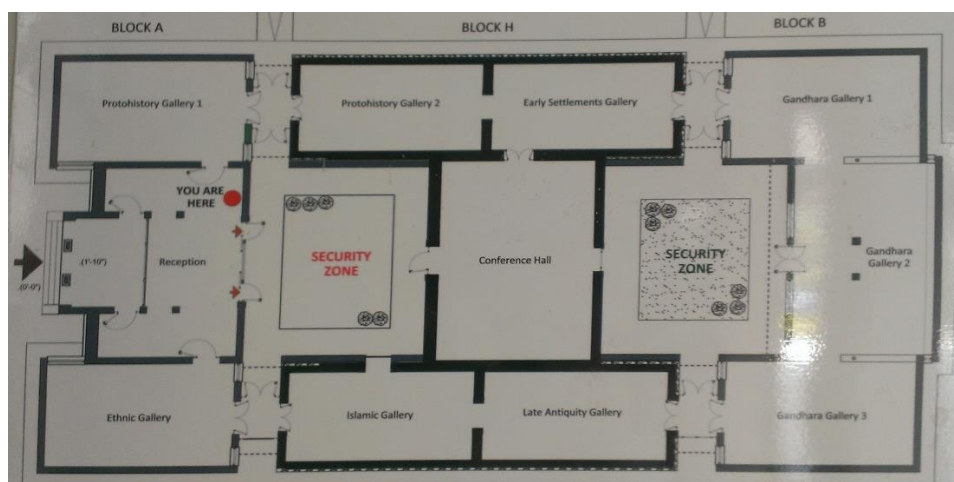 BLOCK A
BLOCK H
BLOCK B
Protohistory Gallery 1
Protohistory Gallery 2
Early Settlements Gallery
Gandhara Gallery 1
YOU ARE
HERE
(1'-10")
Reception
SECURITY
ZONE
Conference Hall
SECURITY
ZONE
Gandhara
Gallery 2
(0'-0")
Ethnic Gallery
Islamic Gallery
Late Antiquity Gallery
Gandhara Gallery 3